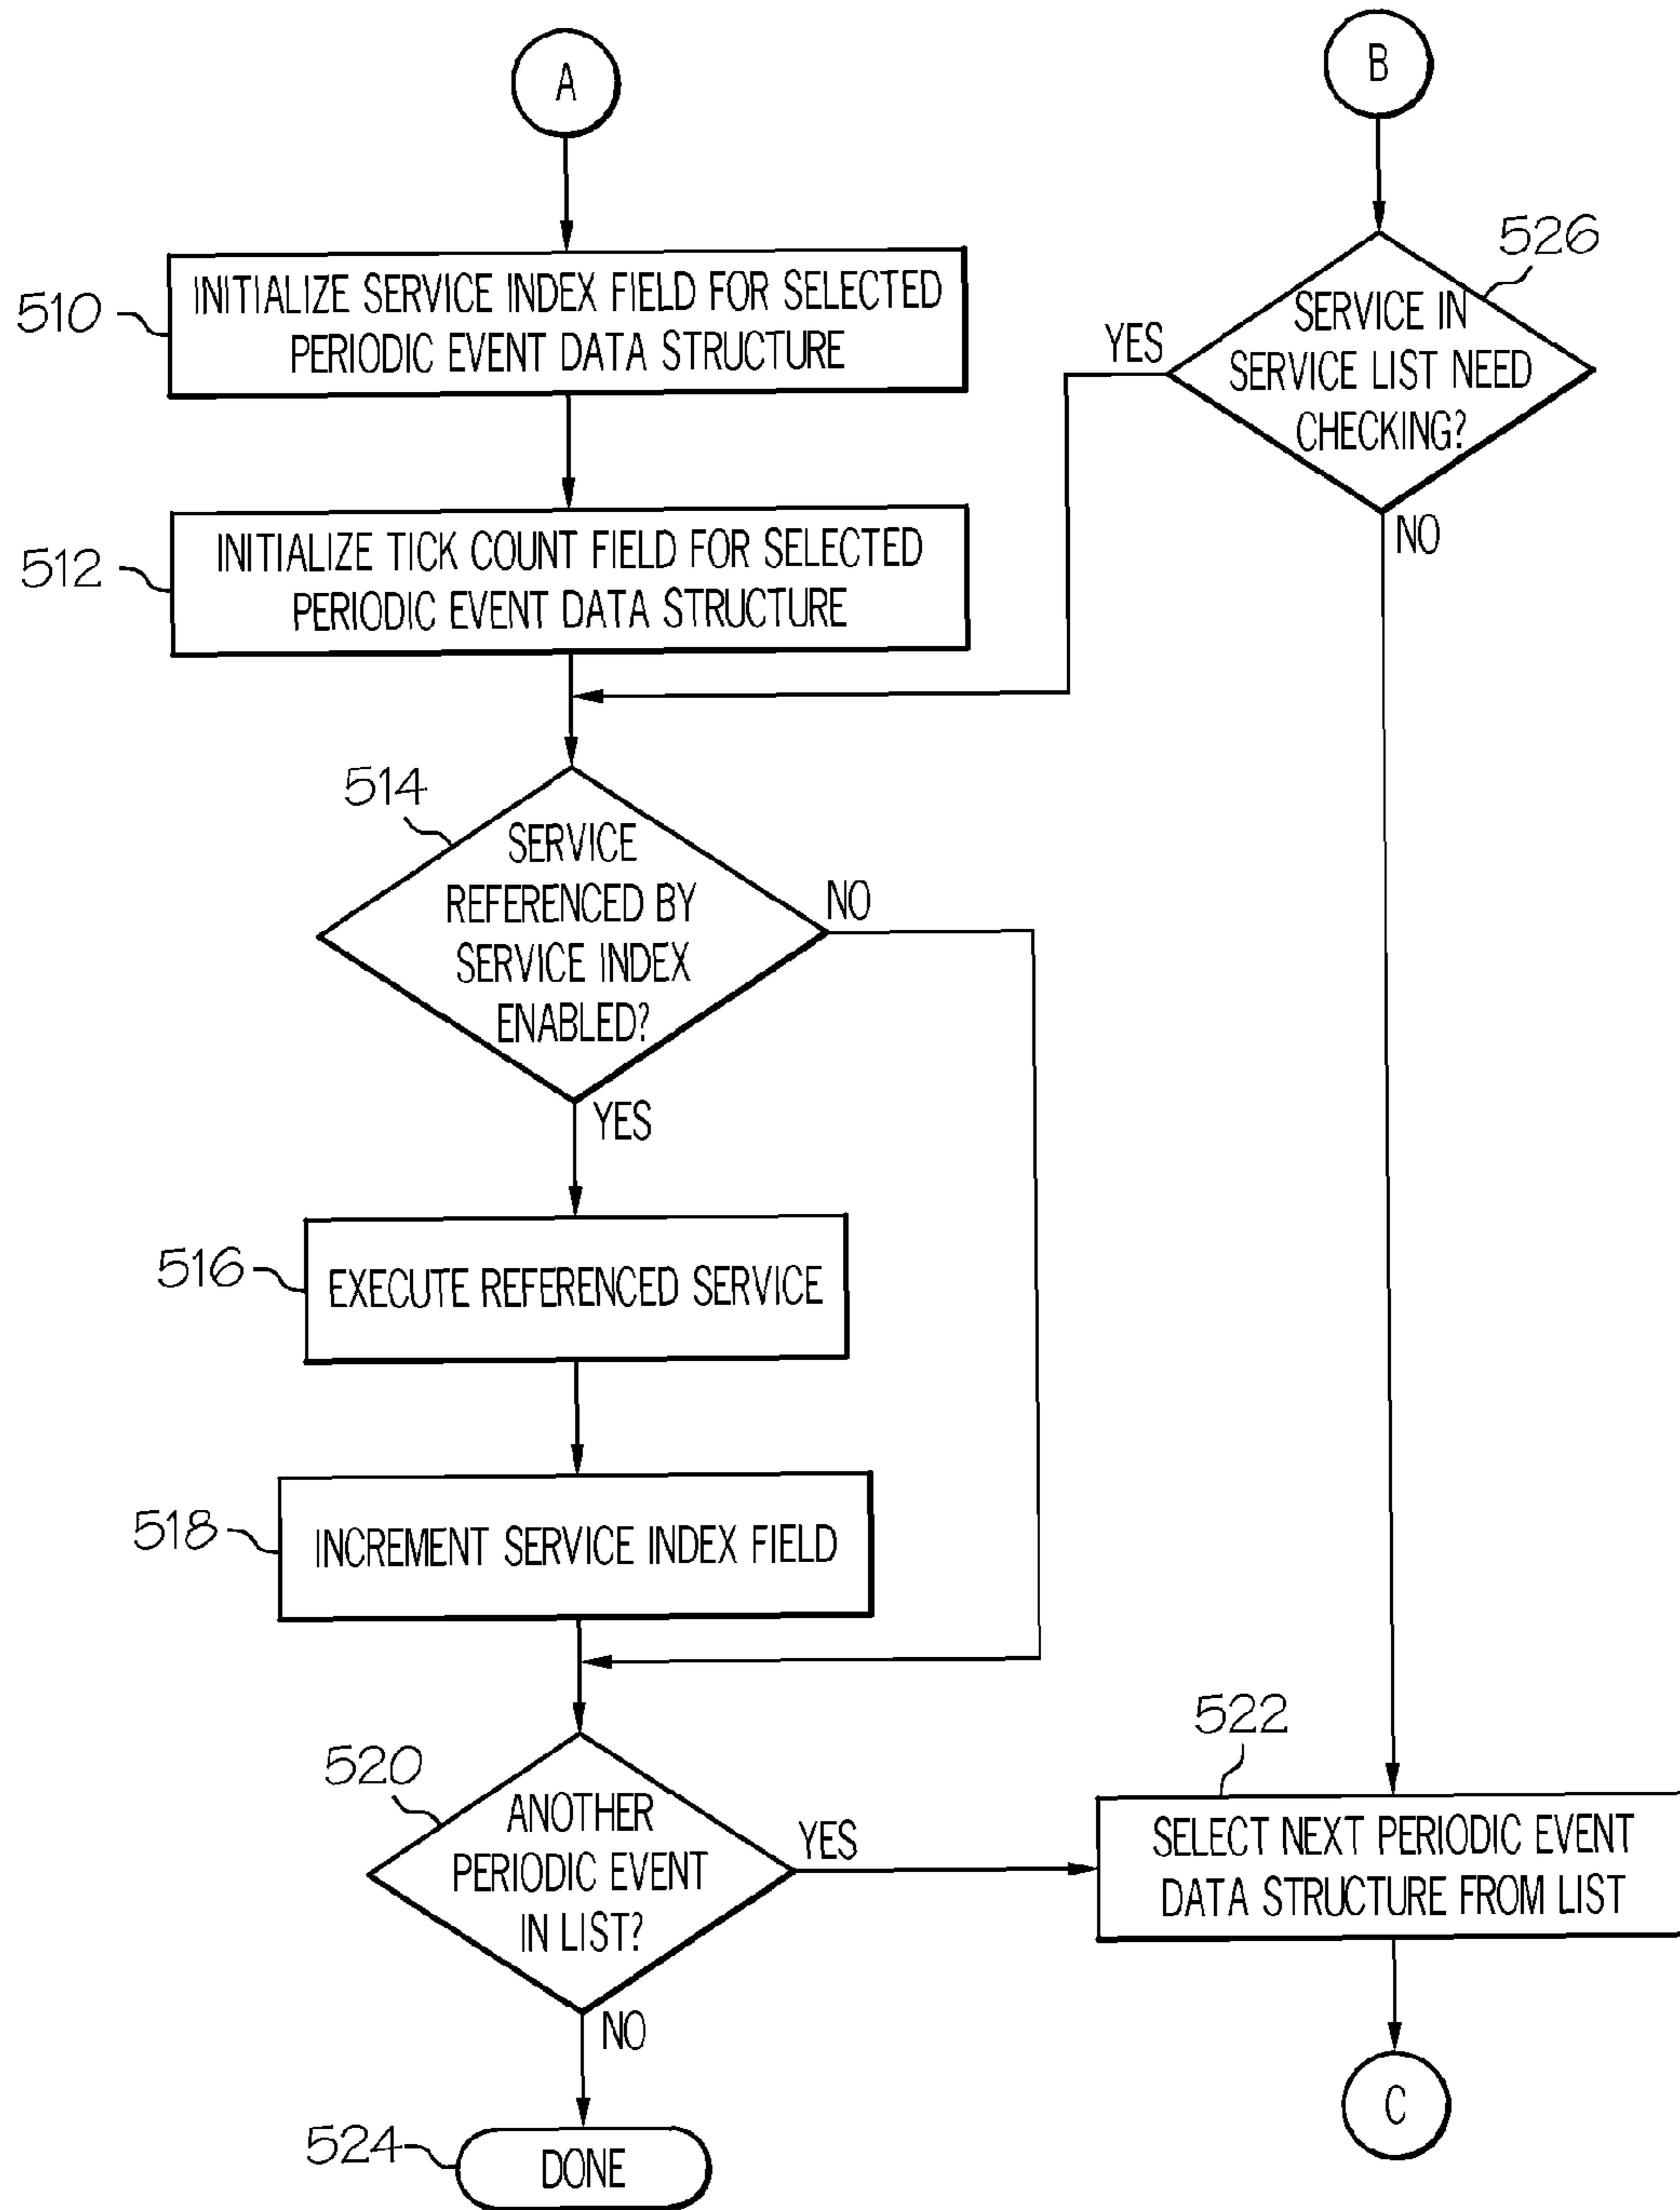 A
B
510
INITIALIZE SERVICE INDEX FIELD FOR SELECTED
PERIODIC EVENT DATA STRUCTURE
526
SERVICE IN
SERVICE LIST NEED
CHECKING?
YES
NO
512
INITIALIZE TICK COUNT FIELD FOR SELECTED
PERIODIC EVENT DATA STRUCTURE
514
SERVICE
REFERENCED BY
SERVICE INDEX
ENABLED?
NO
YES
516
EXECUTE REFERENCED SERVICE
518
INCREMENT SERVICE INDEX FIELD
520
ANOTHER
PERIODIC EVENT
IN LIST?
YES
NO
522
SELECT NEXT PERIODIC EVENT
DATA STRUCTURE FROM LIST
C
524
DONE